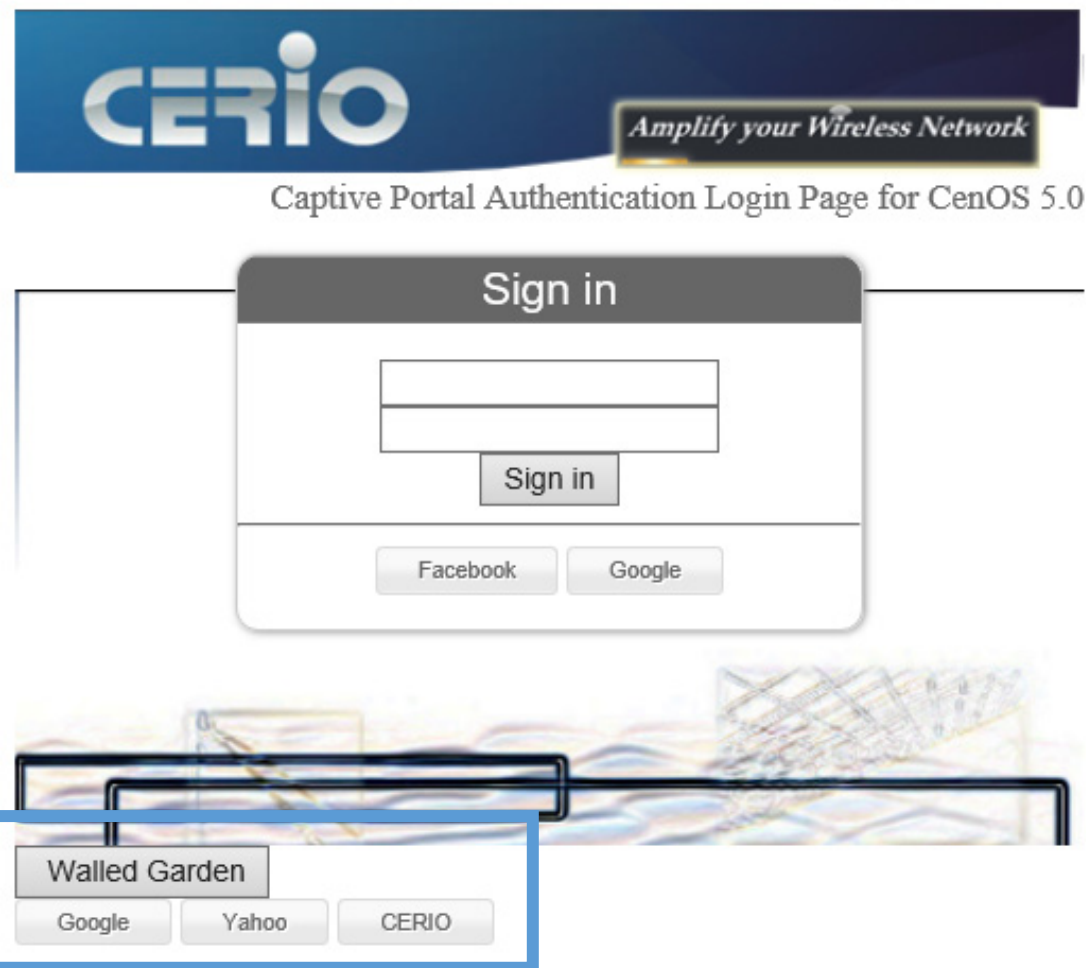 CERIO
Amplify your Wireless Network
Captive Portal Authentication Login Page for CenOS 5.0
Sign in
Sign in
Facebook Google
Walled Garden
Google Yahoo CERIO